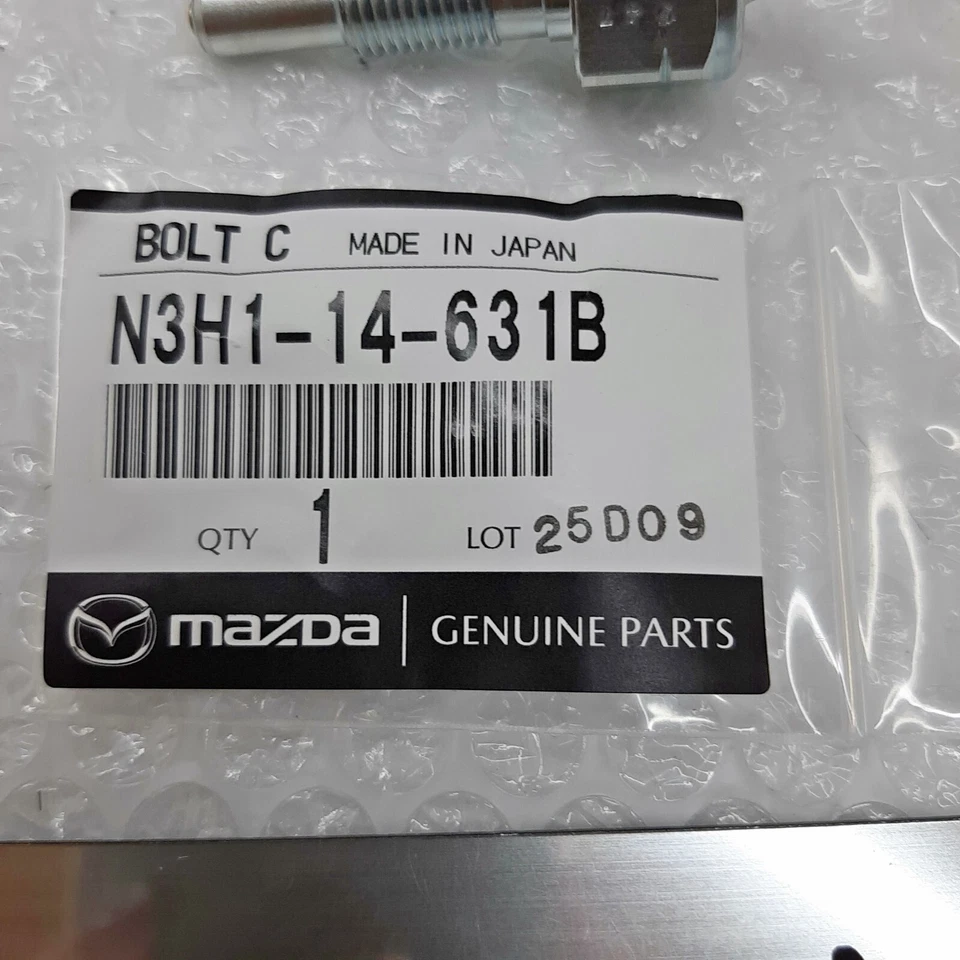 BOLT C MADE IN JAPAN
N3H1-14-631B
QTY 1 LOT 25D09
mazda GENUINE PARTS